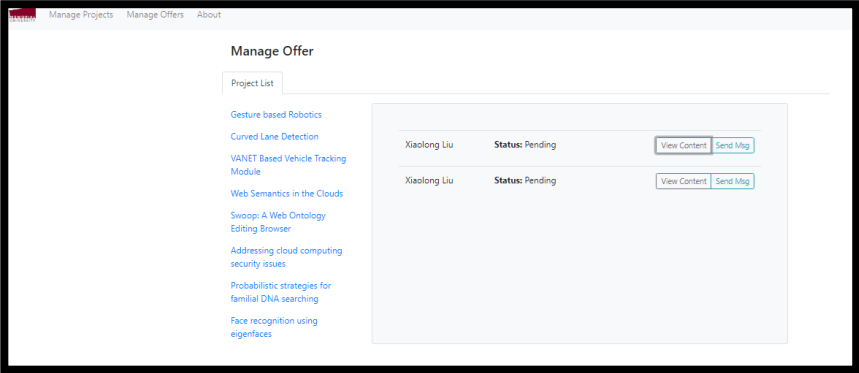 Manage Projects Manage Offers About
Manage Offer
Project List
Gesture based Robotics
Curved Lane Detection
VANET Based Vehicle Tracking
Module
Web Semantics in the Clouds
Swoop: A Web Ontology
Editing Browser
Addressing cloud computing
security issues
Probabilistic strategies for
familial DNA searching
Face recognition using
eigenfaces
Xiaolong Liu Status: Pending View Content Send Msg
Xiaolong Liu Status: Pending View Content Send Msg